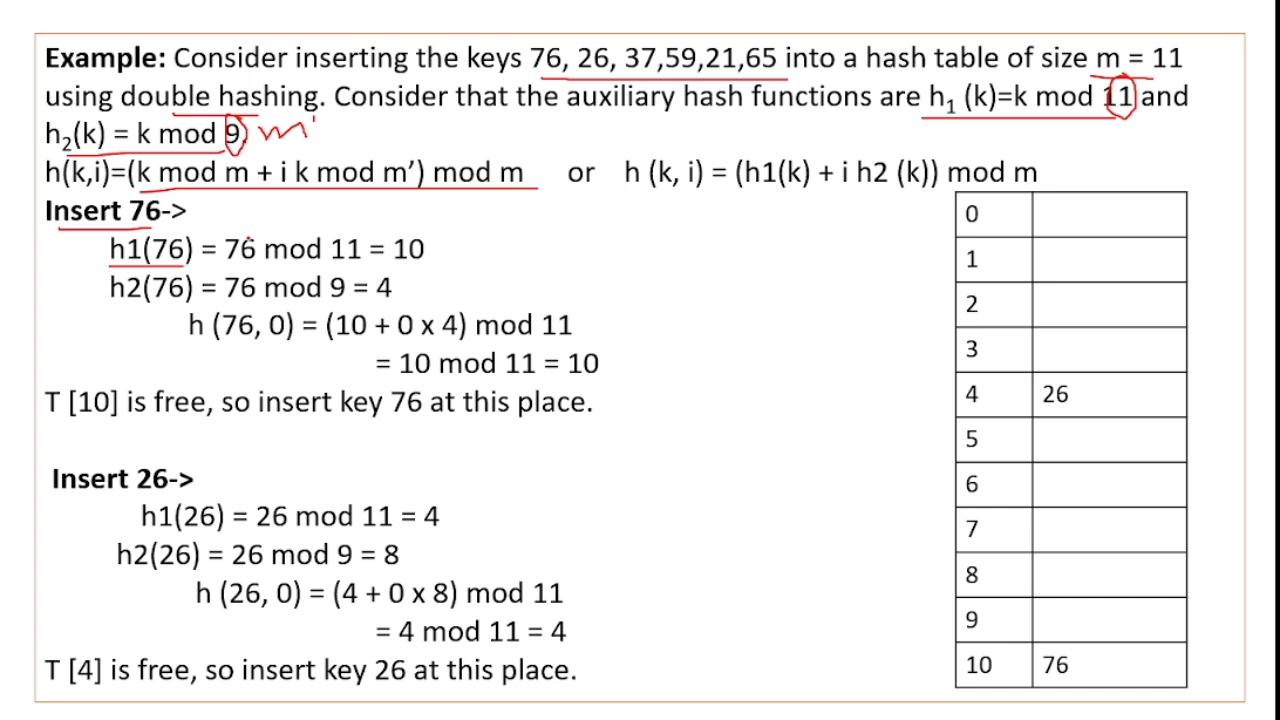 Example: Consider inserting the keys 76, 26, 37,59,21,65 into a hash table of size m = 11
using double hashing. Consider that the auxiliary hash functions are h₁ (k)=k mod 11 and
h₂(k) = k mod 9. m'
h(k,i)=(k mod m + i k mod m’) mod m or h (k, i) = (h1(k) + i h2 (k)) mod m
Insert 76->
h1(76) = 76 mod 11 = 10
h2(76) = 76 mod 9 = 4
h (76, 0) = (10 + 0 x 4) mod 11
= 10 mod 11 = 10
T [10] is free, so insert key 76 at this place.
Insert 26->
h1(26) = 26 mod 11 = 4
h2(26) = 26 mod 9 = 8
h (26, 0) = (4 + 0 x 8) mod 11
= 4 mod 11 = 4
T [4] is free, so insert key 26 at this place.
0
1
2
3
4 26
5
6
7
8
9
10 76